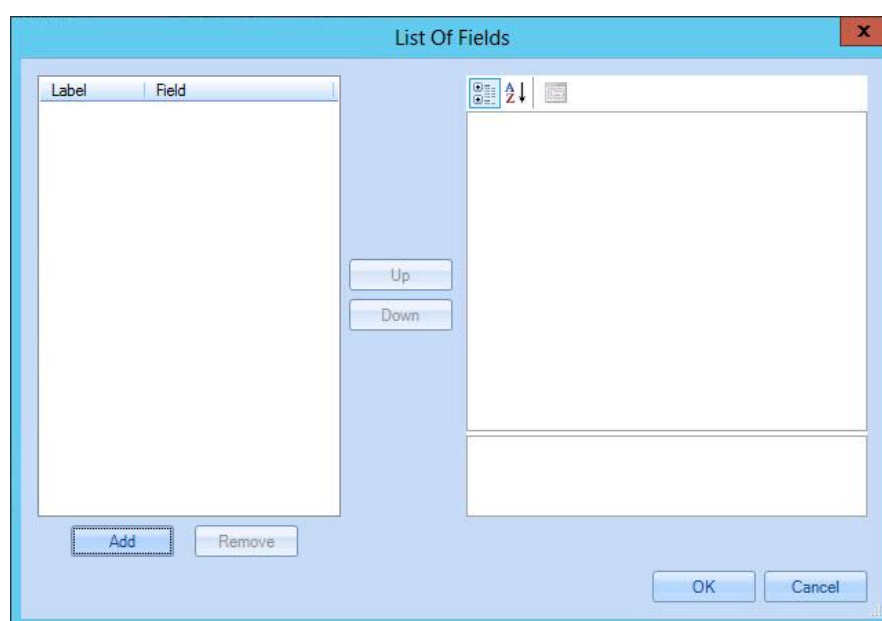 List Of Fields
x
Label Field
A
Z
Up
Down
Add Remove
OK Cancel